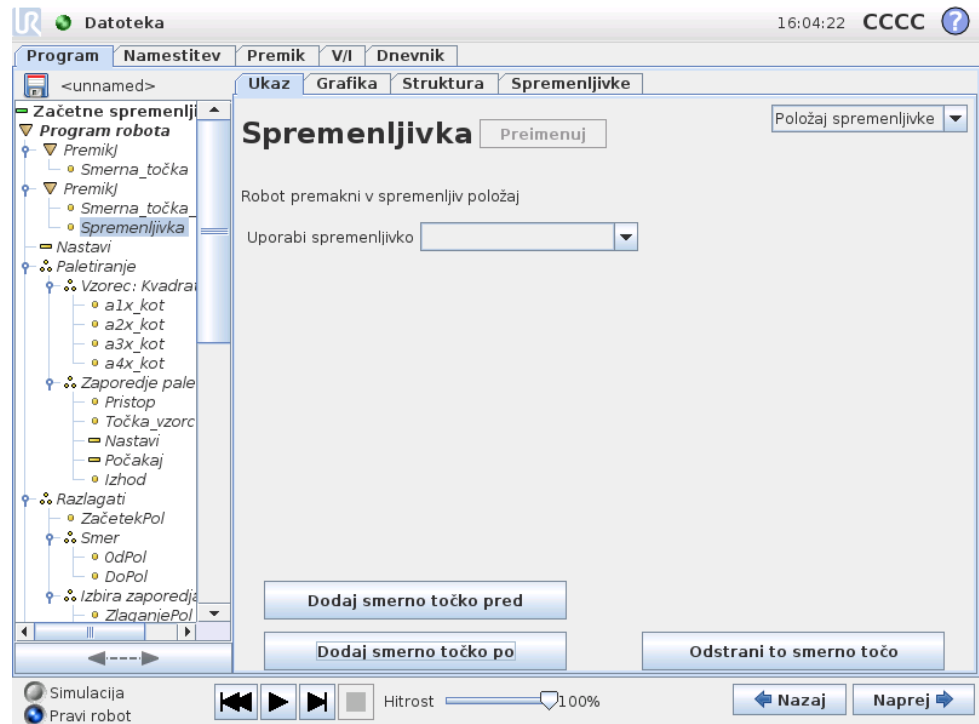 UR Datoteka 16:04:22 CCCC ?
Program Namestitev Premik V/I Dnevnik
<unnamed>
Ukaz Grafika Struktura Spremenljivke
Začetne spremenlji
Program robota
PremikJ
Smerna_točka
PremikJ
Smerna_točka_
Spremenljivka
Nastavi
Paletiranje
Vzorec: Kvadrat
a1x_kot
a2x_kot
a3x_kot
a4x_kot
Zaporedje pale
Pristop
Točka_vzorc
Nastavi
Počakaj
Izhod
Razlagati
ZačetekPol
Smer
OdPol
DoPol
Izbira zaporedja
ZlaganjePol
Spremenljivka Preimenuj
Položaj spremenljivke
Robot premakni v spremenljiv položaj
Uporabi spremenljivko
Dodaj smerno točko pred
Dodaj smerno točko po
Odstrani to smerno točo
Simulacija
Pravi robot
Hitrost 100%
Nazaj Naprej